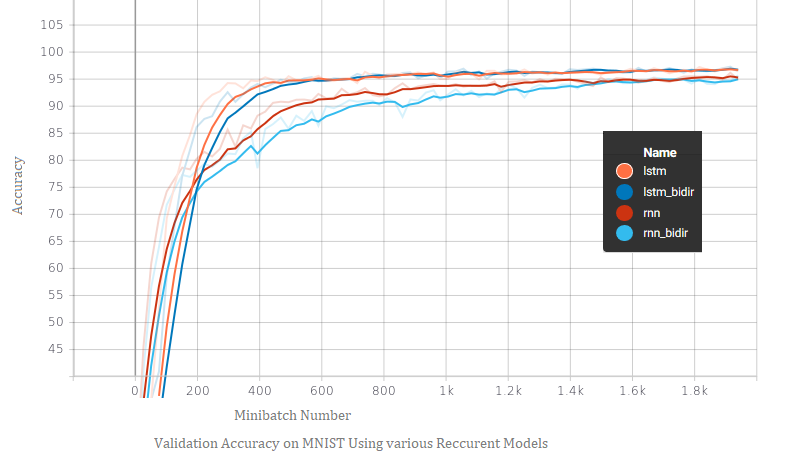 105
100
95
90
85
80
75
70
65
60
55
50
45
Accuracy
Name
lstm
lstm_bidir
rnn
rnn_bidir
0 200 400 600 800 1k 1.2k 1.4k 1.6k 1.8k
Minibatch Number
Validation Accuracy on MNIST Using various Reccurent Models